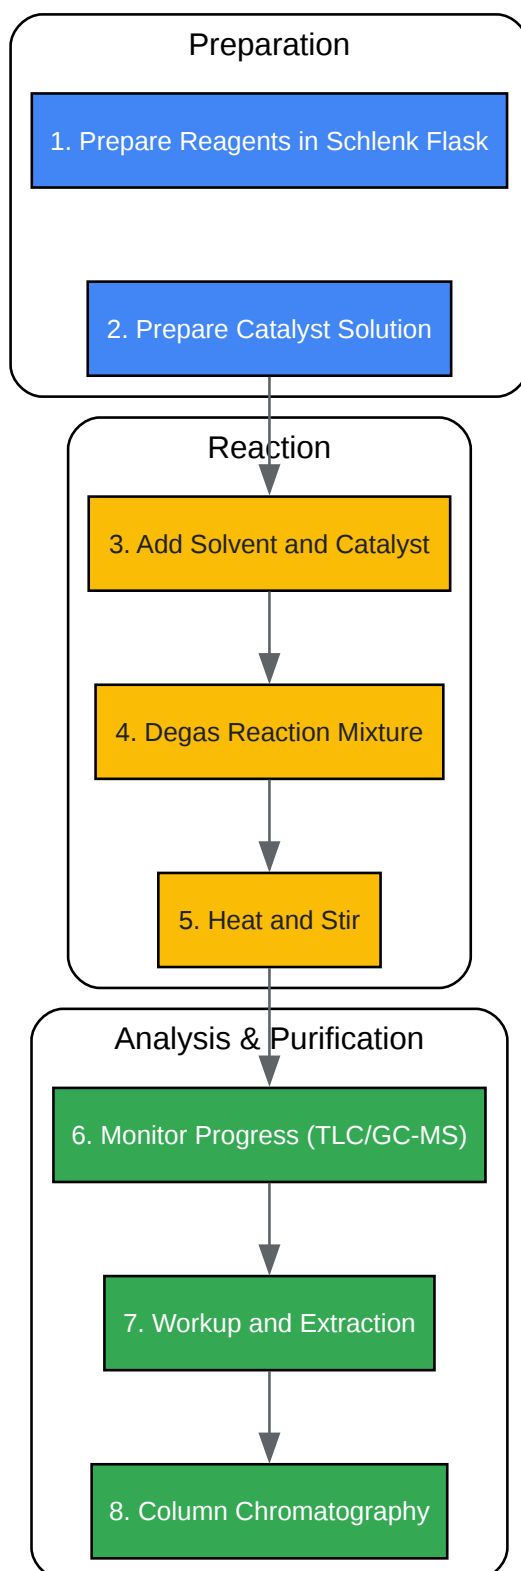 Preparation
1. Prepare Reagents in Schlenk Flask
2. Prepare Catalyst Solution
Reaction
3. Add Solvent and Catalyst
4. Degas Reaction Mixture
5. Heat and Stir
Analysis & Purification
6. Monitor Progress (TLC/GC-MS)
7. Workup and Extraction
8. Column Chromatography